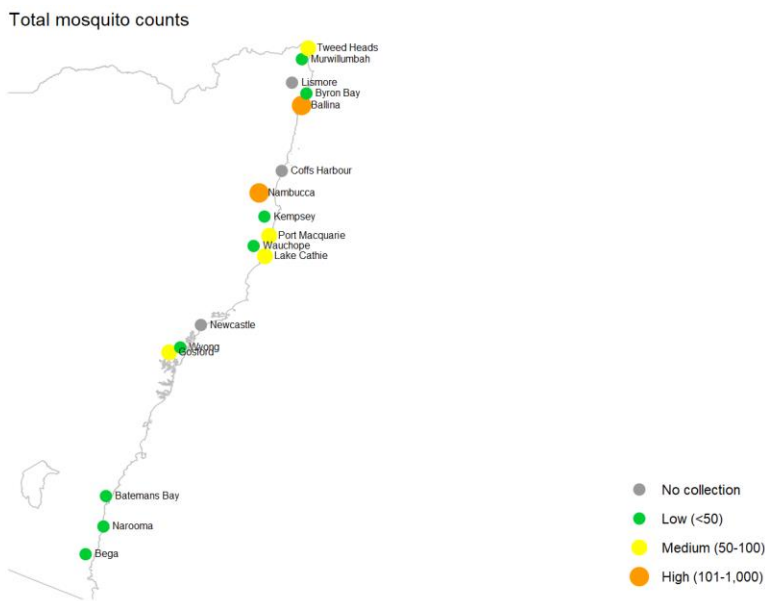 Total mosquito counts
Tweed Heads
Murwillumbah
Lismore
Byron Bay
Ballina
Coffs Harbour
Nambucca
Kempsey
Port Macquarie
Wauchope
Lake Cathie
Newcastle
Wyong
Gosford
Batemans Bay
Narooma
Bega
No collection
Low (<50)
Medium (50-100)
High (101-1,000)